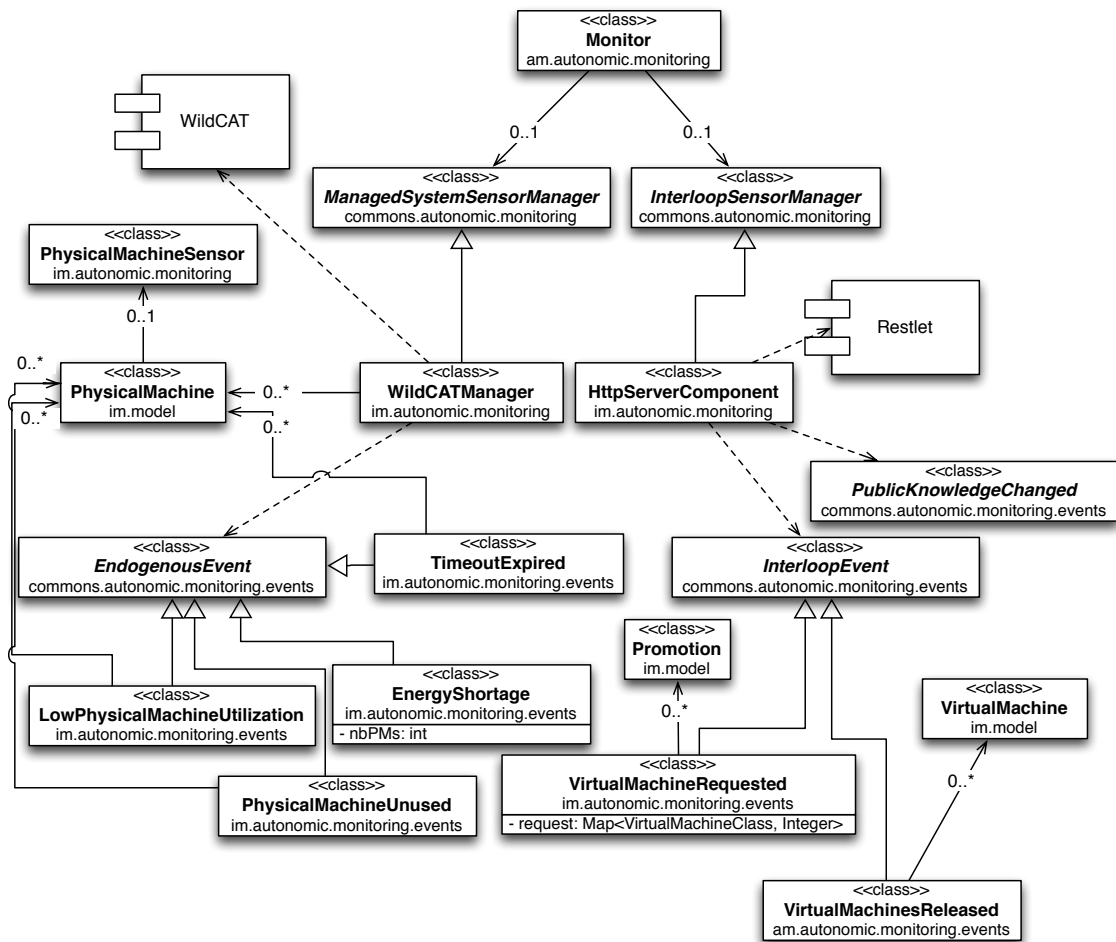 <<class>>
Monitor
am.autonomic.monitoring
WildCAT
0..1
0..1
<<class>>
ManagedSystemSensorManager
commons.autonomic.monitoring
<<class>>
InterloopSensorManager
commons.autonomic.monitoring
<<class>>
PhysicalMachineSensor
im.autonomic.monitoring
0..1
Restlet
0..*
<<class>>
PhysicalMachine
im.model
0..*
0..*
<<class>>
WildCATManager
im.autonomic.monitoring
<<class>>
HttpServerComponent
im.autonomic.monitoring
0..*
<<class>>
PublicKnowledgeChanged
commons.autonomic.monitoring.events
<<class>>
EndogenousEvent
commons.autonomic.monitoring.events
<<class>>
TimeoutExpired
im.autonomic.monitoring.events
<<class>>
InterloopEvent
commons.autonomic.monitoring.events
<<class>>
Promotion
im.model
0..*
<<class>>
LowPhysicalMachineUtilization
im.autonomic.monitoring.events
<<class>>
EnergyShortage
im.autonomic.monitoring.events
- nbPMs: int
<<class>>
VirtualMachine
im.model
0..*
<<class>>
PhysicalMachineUnused
im.autonomic.monitoring.events
<<class>>
VirtualMachineRequested
im.autonomic.monitoring.events
- request: Map<VirtualMachineClass, Integer>
<<class>>
VirtualMachinesReleased
am.autonomic.monitoring.events